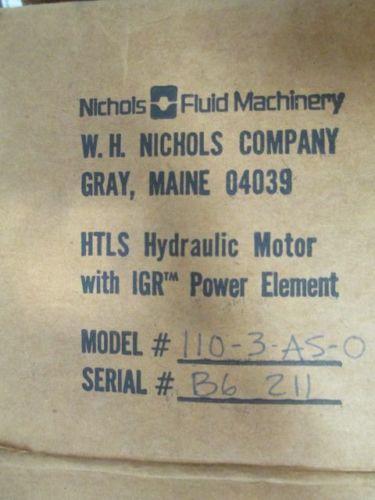 Nichols Fluid Machinery
W. H. NICHOLS COMPANY
GRAY, MAINE 04039
HTLS Hydraulic Motor
with IGR™ Power Element
MODEL # 110-3-AS-0
SERIAL # B6 211